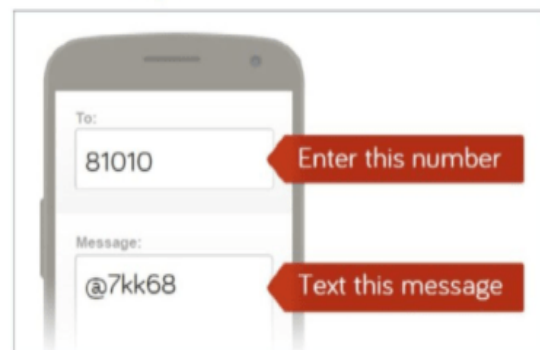 To:
81010
Enter this number
Message:
@7kk68
Text this message